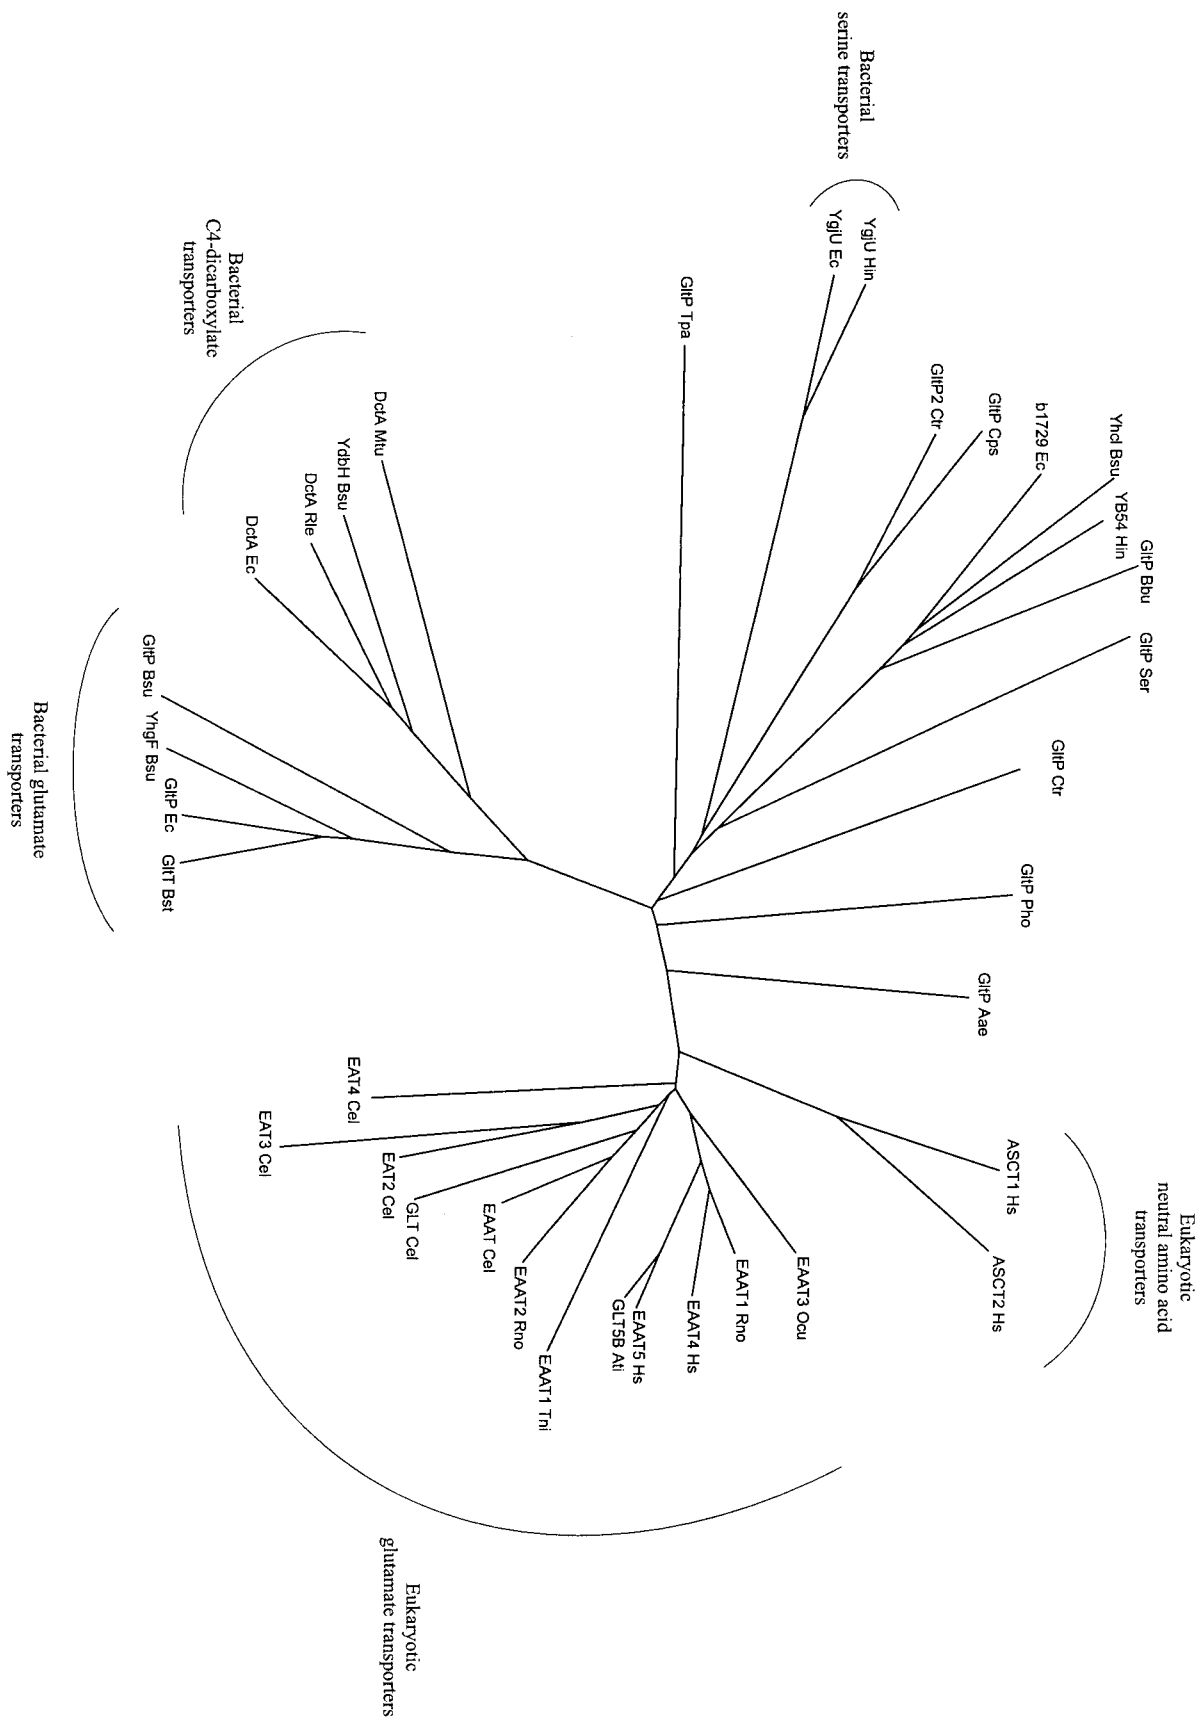 Bacterial
serine transporters
YgjU Hin
YgjU Ec
GltP Tpa
GltP2 Ctr
GltP Cps
b1729 Ec
YhcI Bsu
YB54 Hin
GltP Bbu
GltP Ser
GltP Ctr
GltP Pho
GltP Aae
Eukaryotic
neutral amino acid
transporters
ASCT1 Hs
ASCT2 Hs
EAAT3 Ocu
EAAT1 Rno
EAAT4 Hs
EAAT5 Hs
GLT5B Ati
EAAT1 Tni
EAAT2 Rno
EAAT Cel
GLT Cel
EAT2 Cel
EAT3 Cel
EAT4 Cel
Eukaryotic
glutamate transporters
Bacterial
C4-dicarboxylate
transporters
DctA Mtu
YdbH Bsu
DctA Rle
DctA Ec
GltP Bsu
YhgF Bsu
GltP Ec
GltT Bst
Bacterial glutamate
transporters